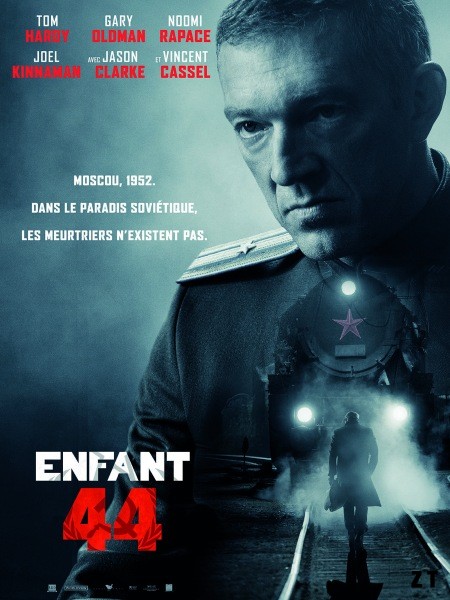 TOM GARY NOOMI
HARDY OLDMAN RAPACE
JOEL AVEC JASON ET VINCENT
KINNAMAN CLARKE CASSEL
MOSCOU, 1952.
DANS LE PARADIS SOVIÉTIQUE,
LES MEURTRIERS N'EXISTENT PAS.
ENFANT
44
ZT